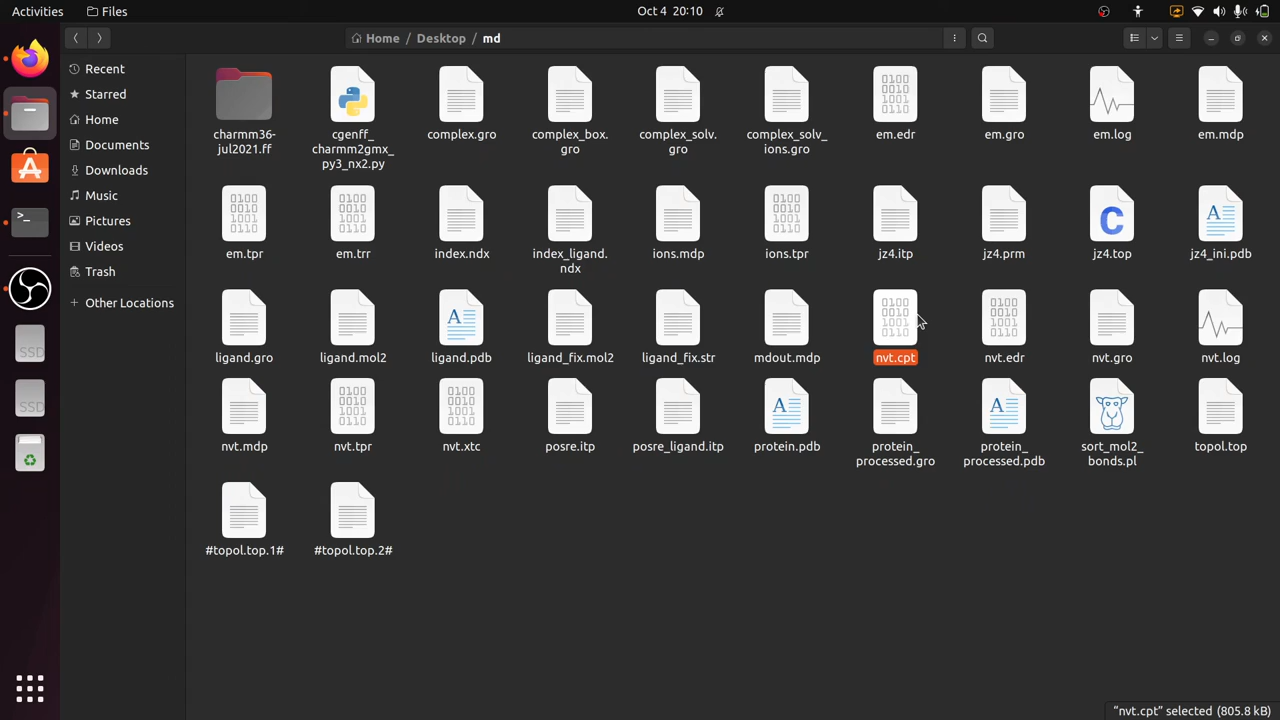 Activities
Files
Oct 4 20:10
Home
Desktop
md
Recent
Starred
Home
Documents
Downloads
Music
Pictures
Videos
Trash
+ Other Locations
charmm36-
jul2021.ff
cgenff_
charmm2gmx_
py3_nx2.py
complex.gro
complex_box.
gro
complex_solv.
gro
complex_solv_
ions.gro
em.edr
em.gro
em.log
em.mdp
em.tpr
em.trr
index.ndx
index_ligand.
ndx
ions.mdp
ions.tpr
jz4.itp
jz4.prm
jz4.top
jz4_ini.pdb
ligand.gro
ligand.mol2
ligand.pdb
ligand_fix.mol2
ligand_fix.str
mdout.mdp
nvt.cpt
nvt.edr
nvt.gro
nvt.log
nvt.mdp
nvt.tpr
nvt.xtc
posre.itp
posre_ligand.itp
protein.pdb
protein_
processed.gro
protein_
processed.pdb
sort_mol2_
bonds.pl
topol.top
#topol.top.1#
#topol.top.2#
"nvt.cpt" selected (805.8 kB)